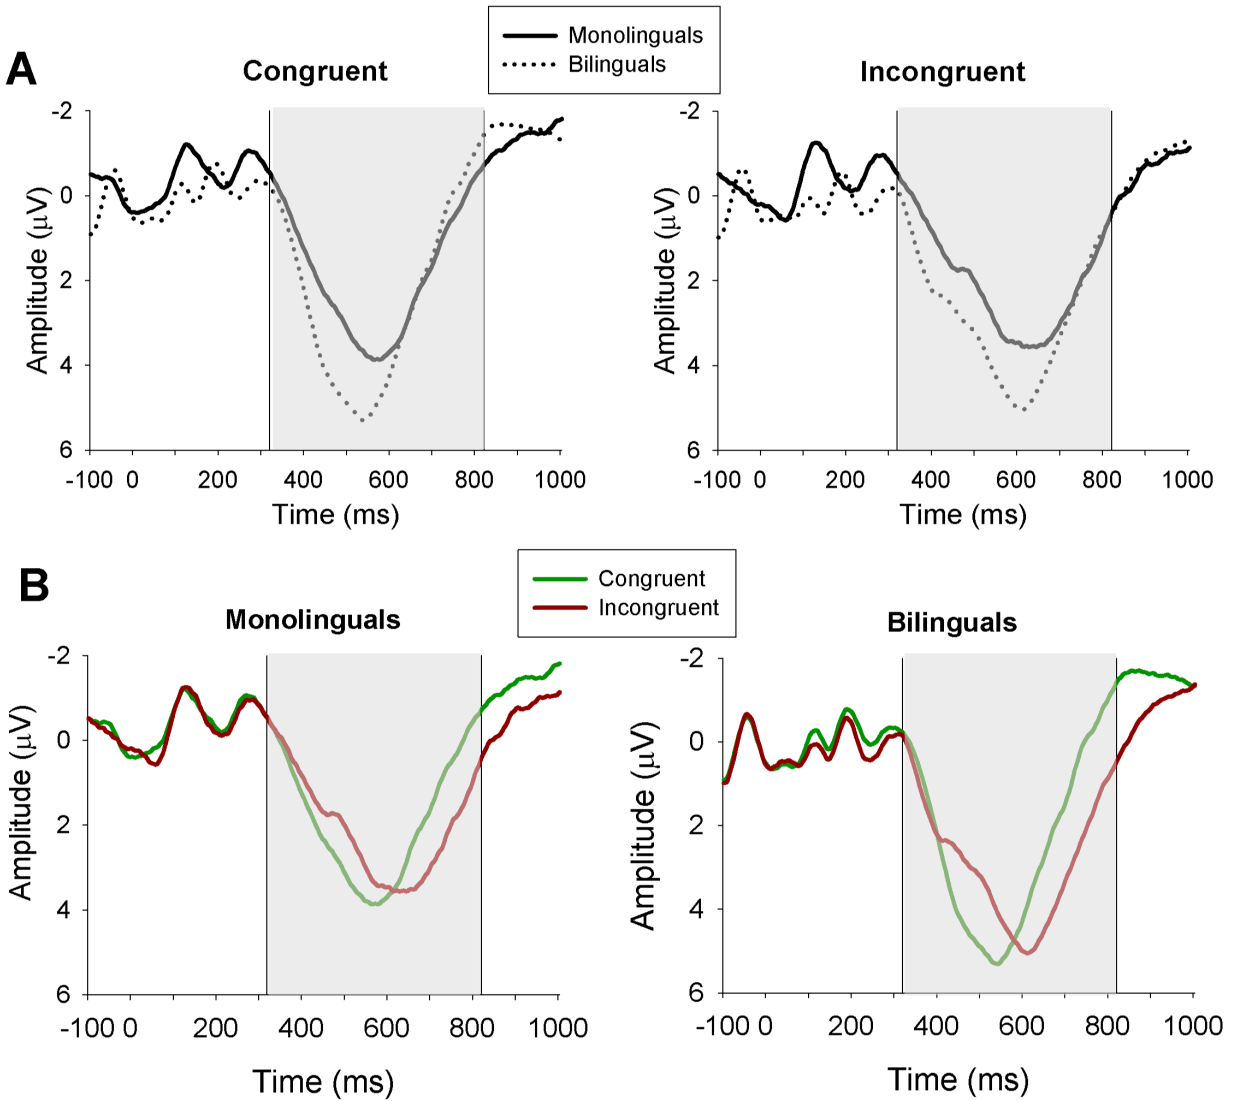 Monolinguals
Bilinguals
A
Congruent
Incongruent
-2
0
2
4
6
Amplitude (μV)
-100 0 200 400 600 800 1000
Time (ms)
-2
0
2
4
6
Amplitude (μV)
-100 0 200 400 600 800 1000
Time (ms)
B
Congruent
Incongruent
Monolinguals
Bilinguals
-2
0
2
4
6
Amplitude (μV)
-100 0 200 400 600 800 1000
Time (ms)
-2
0
2
4
6
Amplitude (μV)
-100 0 200 400 600 800 1000
Time (ms)